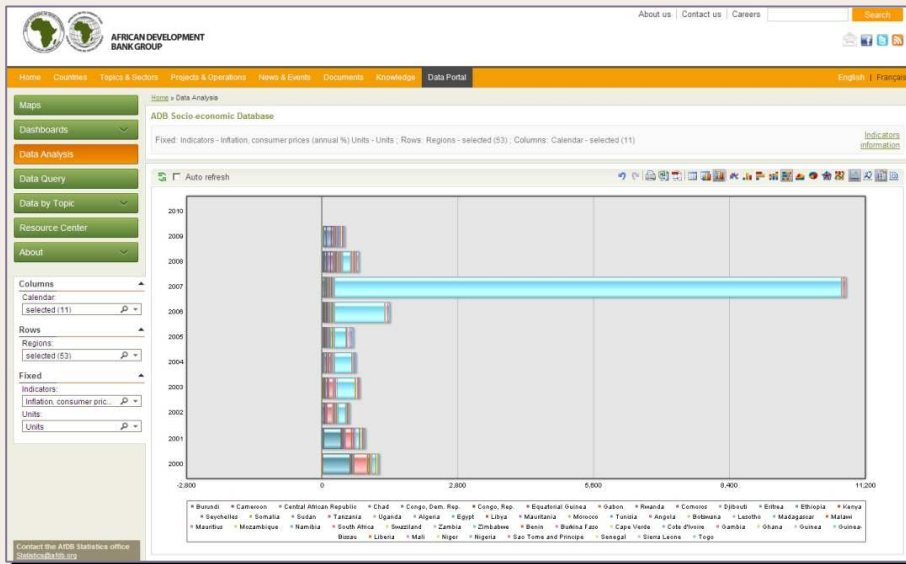 About us | Contact us | Careers
Search
AFRICAN DEVELOPMENT
BANK GROUP
Home Countries Topics & Sectors Projects & Operations News & Events Documents Knowledge Data Portal English | Français
Maps
Dashboards
Data Analysis
Data Query
Data by Topic
Resource Center
About
Columns
Calendar:
selected (11)
Rows
Regions:
selected (53)
Fixed
Indicators:
Inflation, consumer pric...
Units:
Units
Contact the AfDB Statistics office
Statistics@afdb.org
Home » Data Analysis
ADB Socio-economic Database
Fixed: Indicators - Inflation, consumer prices (annual %) Units - Units ; Rows: Regions - selected (53) ; Columns: Calendar - selected (11)
Indicators
information
Auto refresh
2010
2009
2008
2007
2006
2005
2004
2003
2002
2001
2000
-2,800 0 2,800 5,600 8,400 11,200
Burundi Cameroon Central African Republic Chad Congo, Dem. Rep. Congo, Rep. Equatorial Guinea Gabon Rwanda Comoros Djibouti Eritrea Ethiopia Kenya
Seychelles Somalia Sudan Tanzania Uganda Algeria Egypt Libya Mauritania Morocco Tunizia Angola Botswana Lesotho Madagascar Malawi
Mauritius Mozambique Namibia South Africa Swaziland Zambia Zimbabwe Benin Burkina Fazo Cape Verde Cote d'Ivoire Gambia Ghana Guinea Guinea-
Bissau Liberia Mali Niger Nigeria Sao Tome and Principe Senegal Sierra Leone Togo